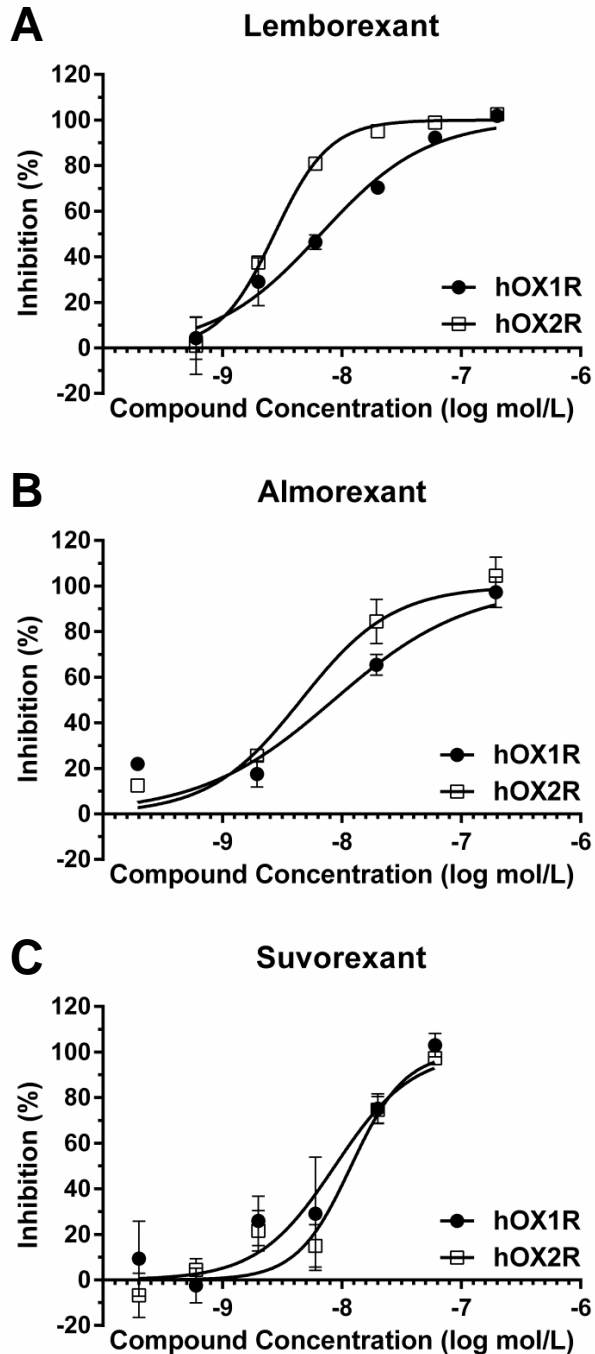 A
Lemborexant
Inhibition (%)
120
100
80
60
40
20
0
-20
hOX1R
hOX2R
-9
-8
-7
-6
Compound Concentration (log mol/L)
B
Almorexant
Inhibition (%)
120
100
80
60
40
20
0
-20
hOX1R
hOX2R
-9
-8
-7
-6
Compound Concentration (log mol/L)
C
Suvorexant
Inhibition (%)
120
100
80
60
40
20
0
-20
hOX1R
hOX2R
-9
-8
-7
-6
Compound Concentration (log mol/L)